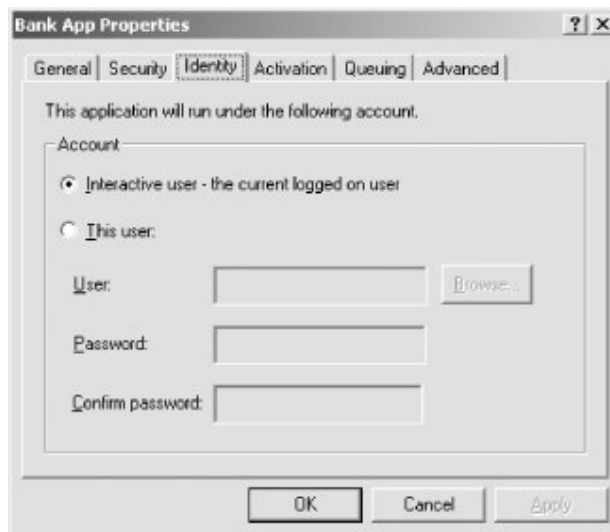 Bank App Properties
General Security Identity Activation Queuing Advanced
This application will run under the following account.
Account
Interactive user - the current logged on user
This user:
User: Browse...
Password:
Confirm password:
OK Cancel Apply